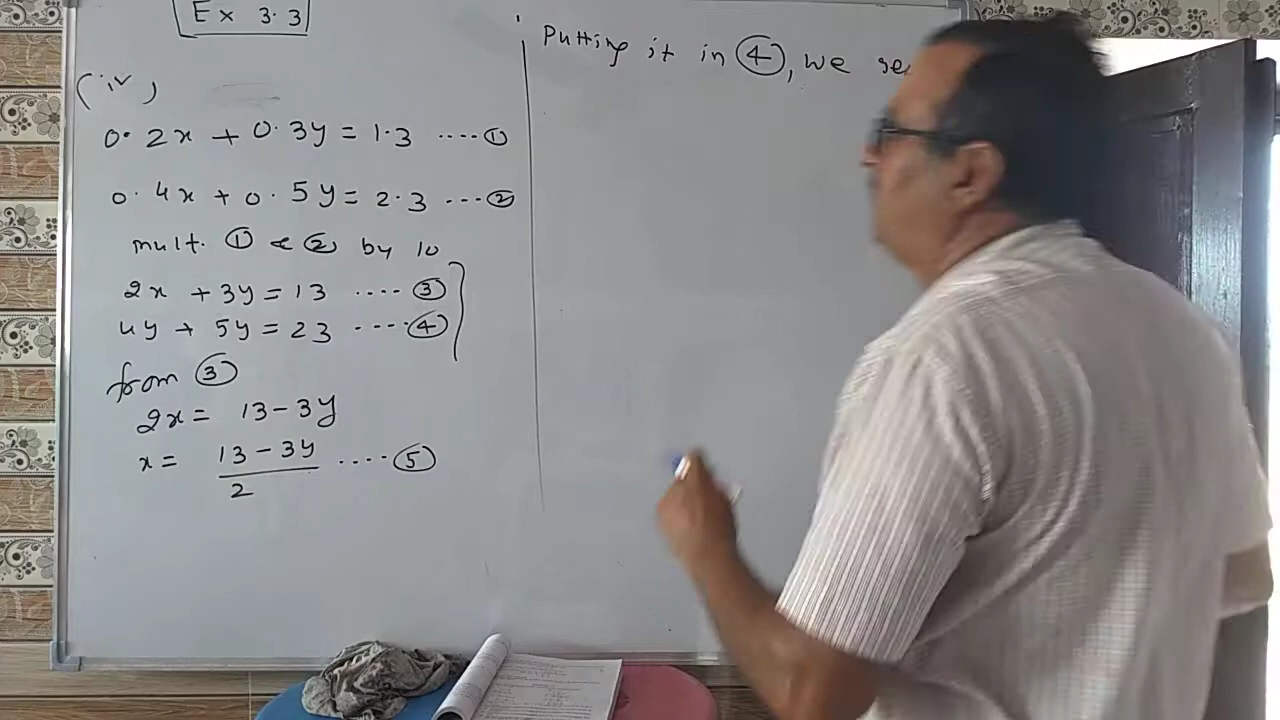 Ex 3.3
(iv)
0.2x + 0.3y = 1.3 ....①
0.4x + 0.5y = 2.3 ...②
mult. ① & ② by 10
2x + 3y = 13 ....③
4y + 5y = 23 ....④
from ③
2x = 13-3y
x = 13-3y ....⑤
2
Putting it in ④, we